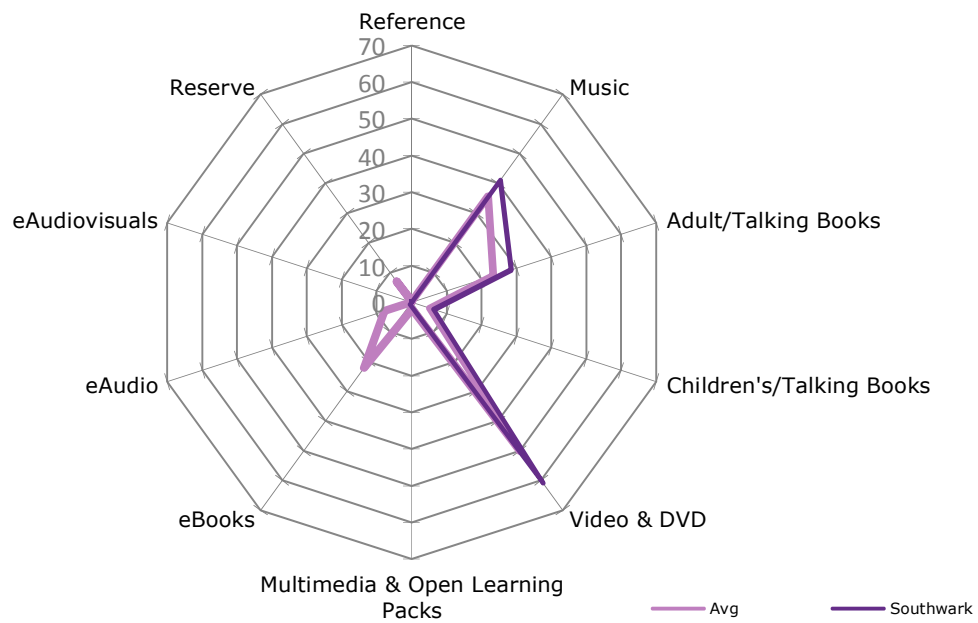 Reference
70
60
50
40
30
20
10
0
Music
Adult/Talking Books
Children's/Talking Books
Video & DVD
Multimedia & Open Learning
Packs
eBooks
eAudio
eAudiovisuals
Reserve
Avg
Southwark